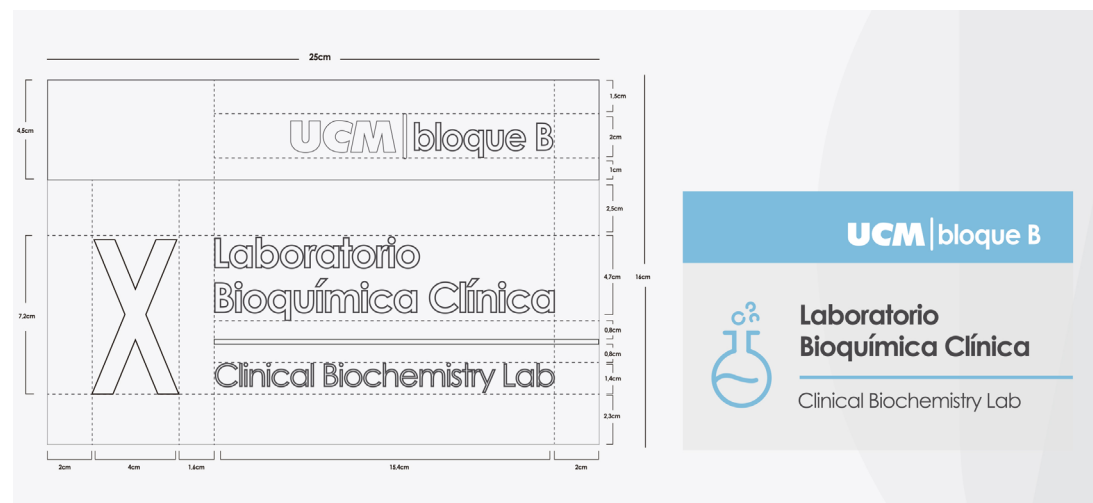 25cm
4,5cm
UCM bloque B
1,5cm
2cm
1cm
2,5cm
7,2cm
X
Laboratorio
Bioquímica Clínica
4,7cm
16cm
0,8cm
0,8cm
Clinical Biochemistry Lab
1,4cm
2,3cm
2cm
4cm
1,6cm
15,4cm
2cm
UCM bloque B
Laboratorio
Bioquímica Clínica
Clinical Biochemistry Lab